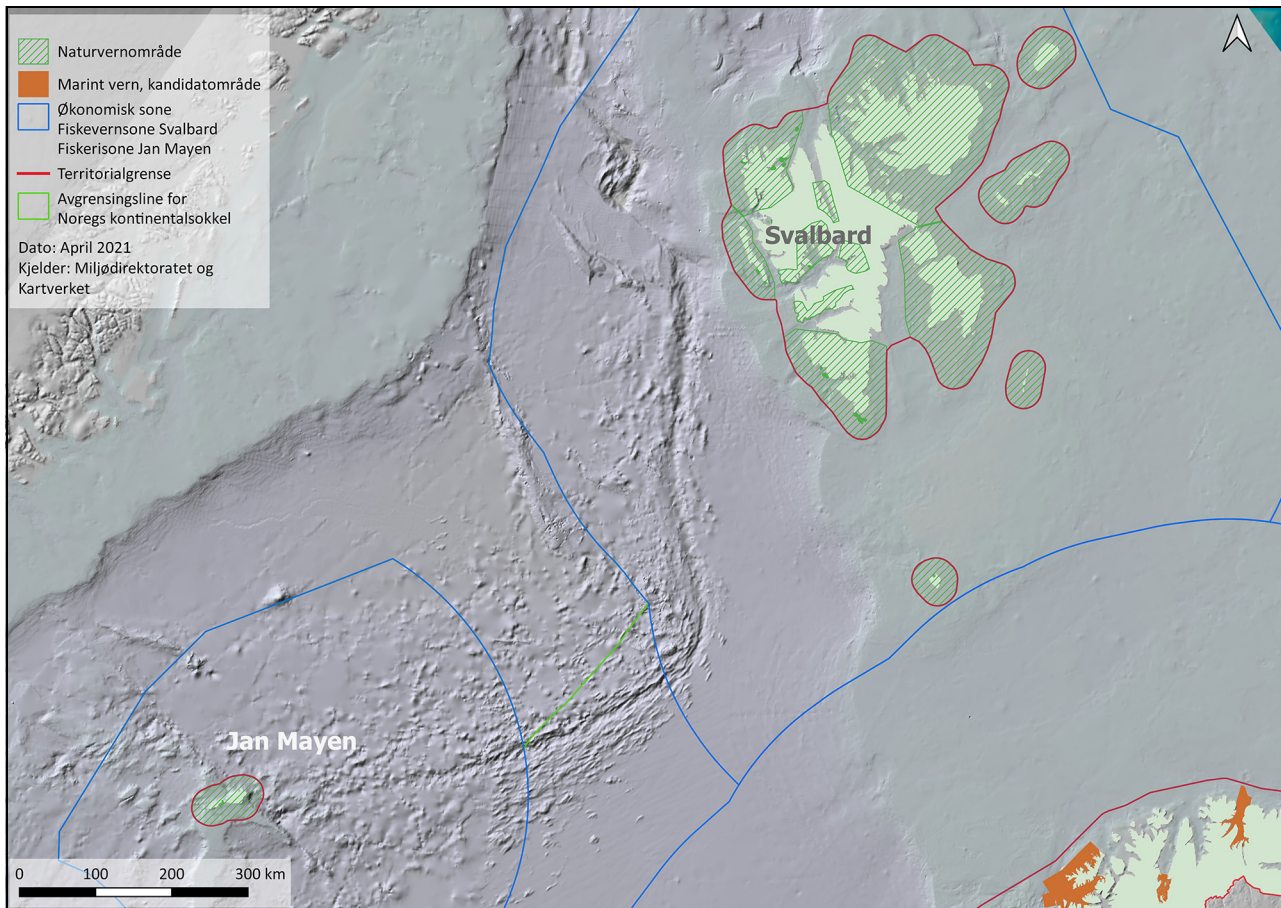 Naturvernområde
Marint vern, kandidatområde
Økonomisk sone
Fiskevernsone Svalbard
Fiskerisone Jan Mayen
Territorialgrense
Avgrensingsline for
Noregs kontinentalsokkel
Dato: April 2021
Kjelder: Miljødirektoratet og
Kartverket
Svalbard
Jan Mayen
0 100 200 300 km